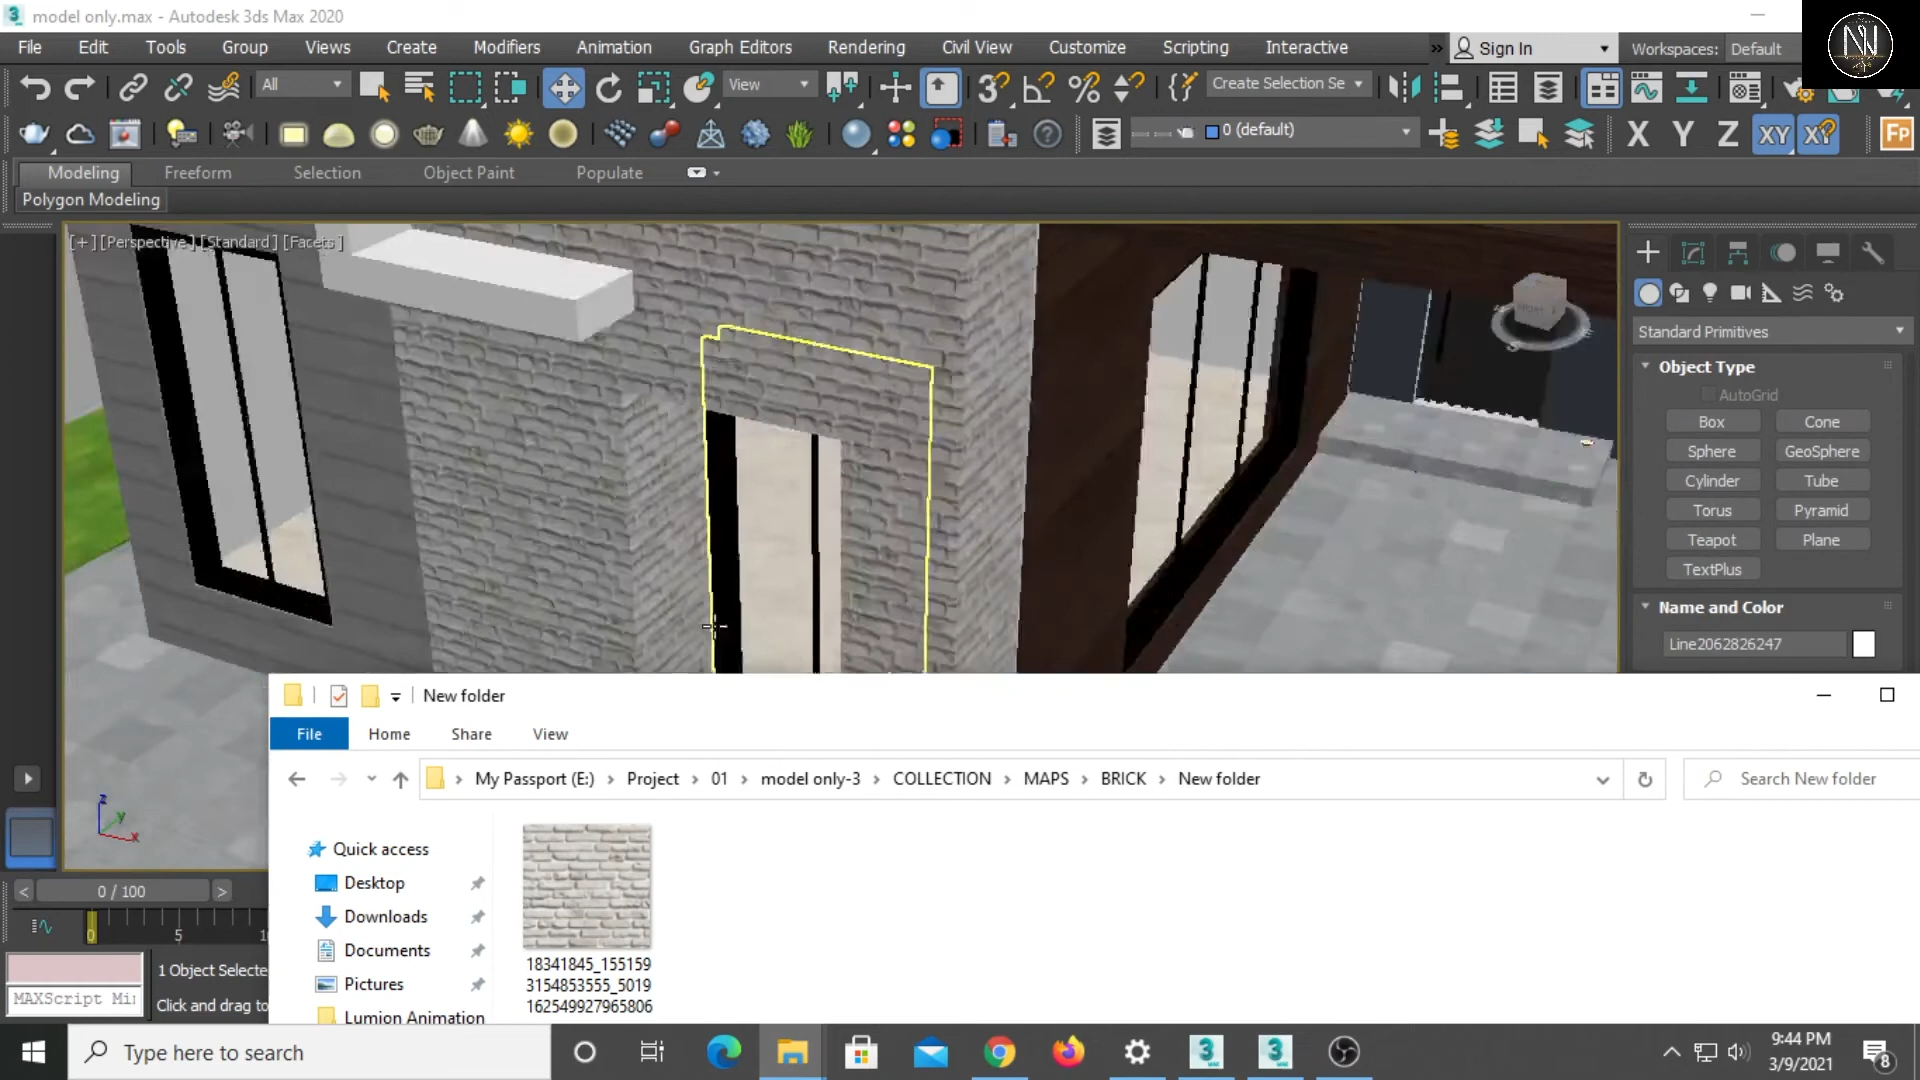 model only.max - Autodesk 3ds Max 2020
File Edit Tools Group Views Create Modifiers Animation Graph Editors Rendering Civil View Customize Scripting Interactive
Sign In Workspaces: Default
All View Create Selection Se
0 (default) X Y Z XY
Modeling Freeform Selection Object Paint Populate
Polygon Modeling
[+] [Perspective] [Standard] [Facets]
Standard Primitives
Object Type
AutoGrid
Box Cone
Sphere GeoSphere
Cylinder Tube
Torus Pyramid
Teapot Plane
TextPlus
Name and Color
Line2062826247
New folder
File Home Share View
My Passport (E:) > Project > 01 > model only-3 > COLLECTION > MAPS > BRICK > New folder
Search New folder
Quick access
Desktop
Downloads
Documents
Pictures
Lumion Animation
18341845_155159
3154853555_5019
162549927965806
z
y
x
< 0 / 100 >
0 5
1 Object Selecte
MAXScript Mi
Click and drag to
Type here to search
9:44 PM
3/9/2021
8